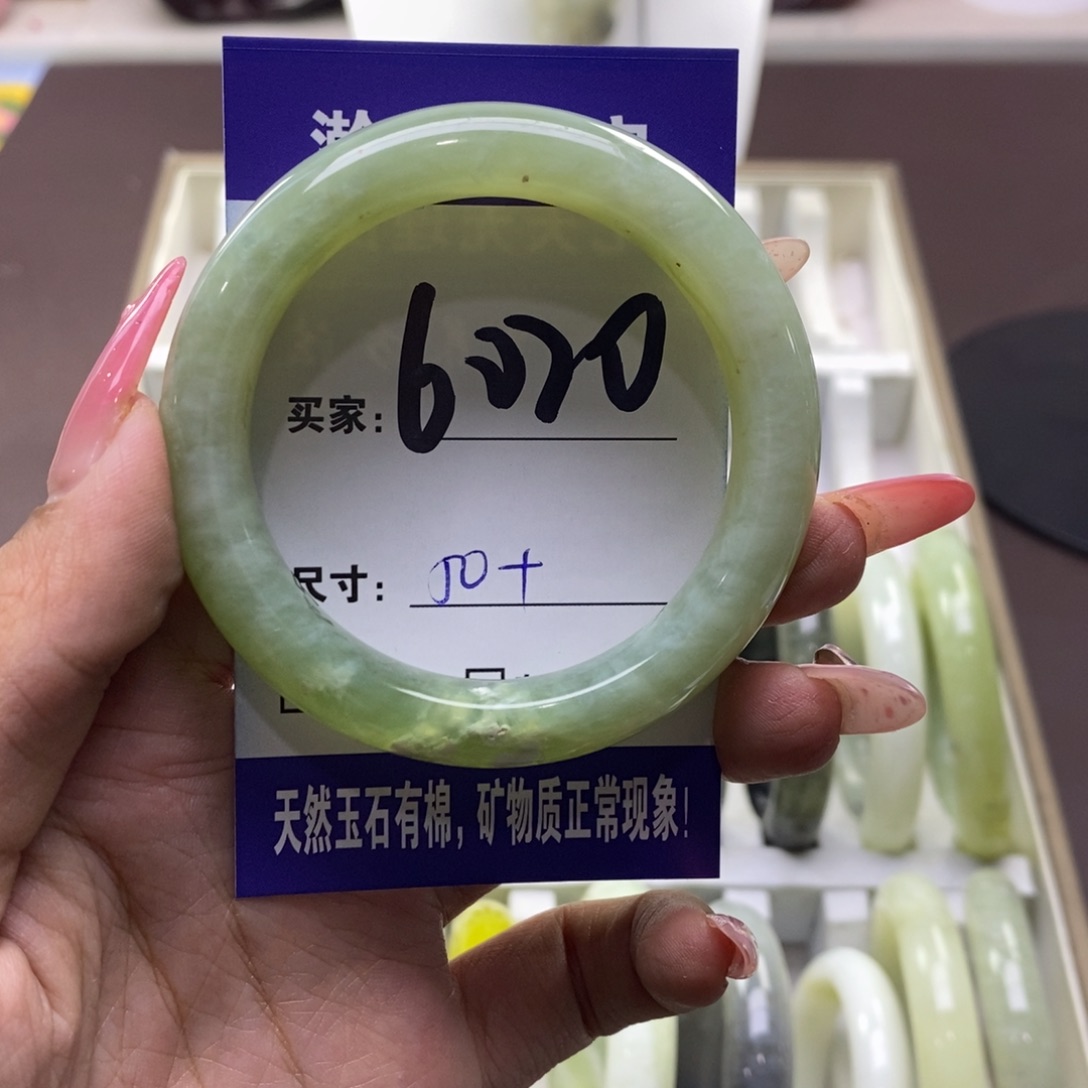 买家: 6020
尺寸: 50+
天然玉石有棉, 矿物质正常现象!